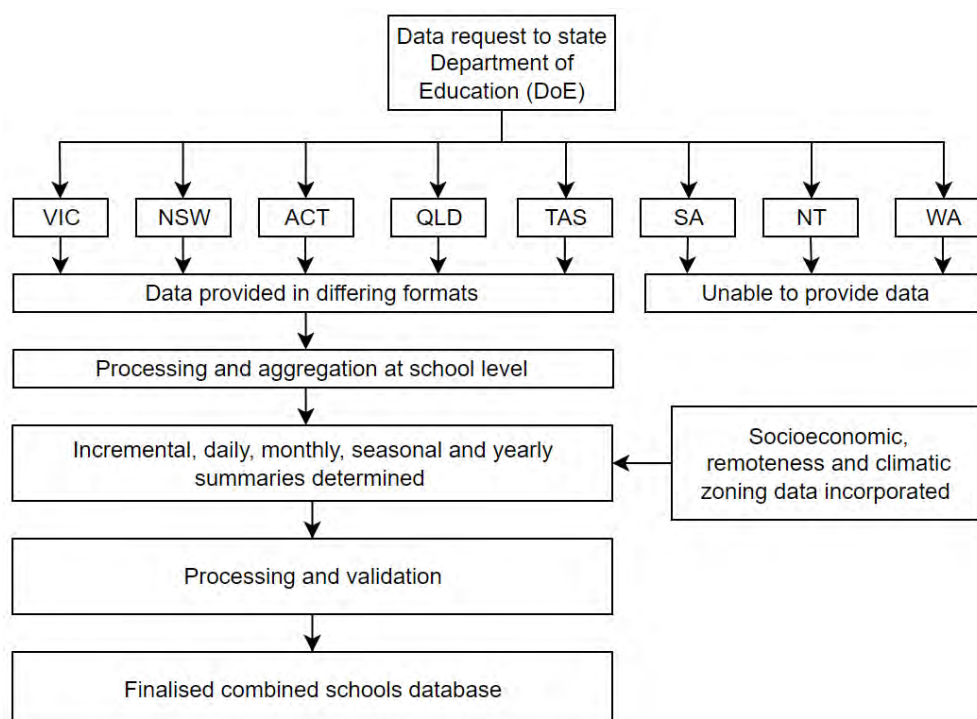 Data request to state
Department of
Education (DoE)
VIC
NSW
ACT
QLD
TAS
SA
NT
WA
Data provided in differing formats
Unable to provide data
Processing and aggregation at school level
Incremental, daily, monthly, seasonal and yearly
summaries determined
Socioeconomic,
remoteness and climatic
zoning data incorporated
Processing and validation
Finalised combined schools database